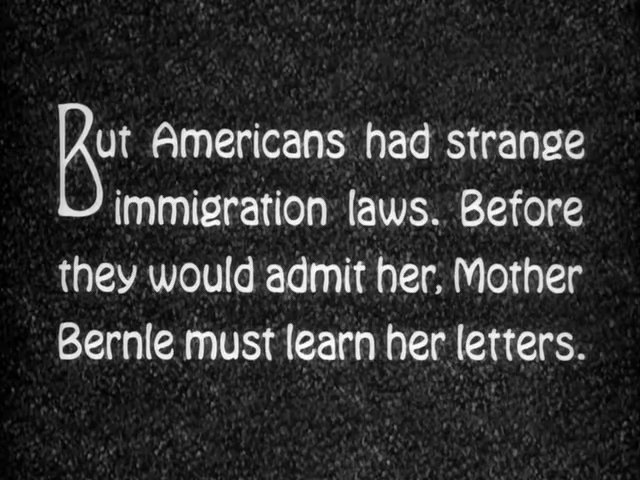 But Americans had strange
immigration laws. Before
they would admit her, Mother
Bernle must learn her letters.